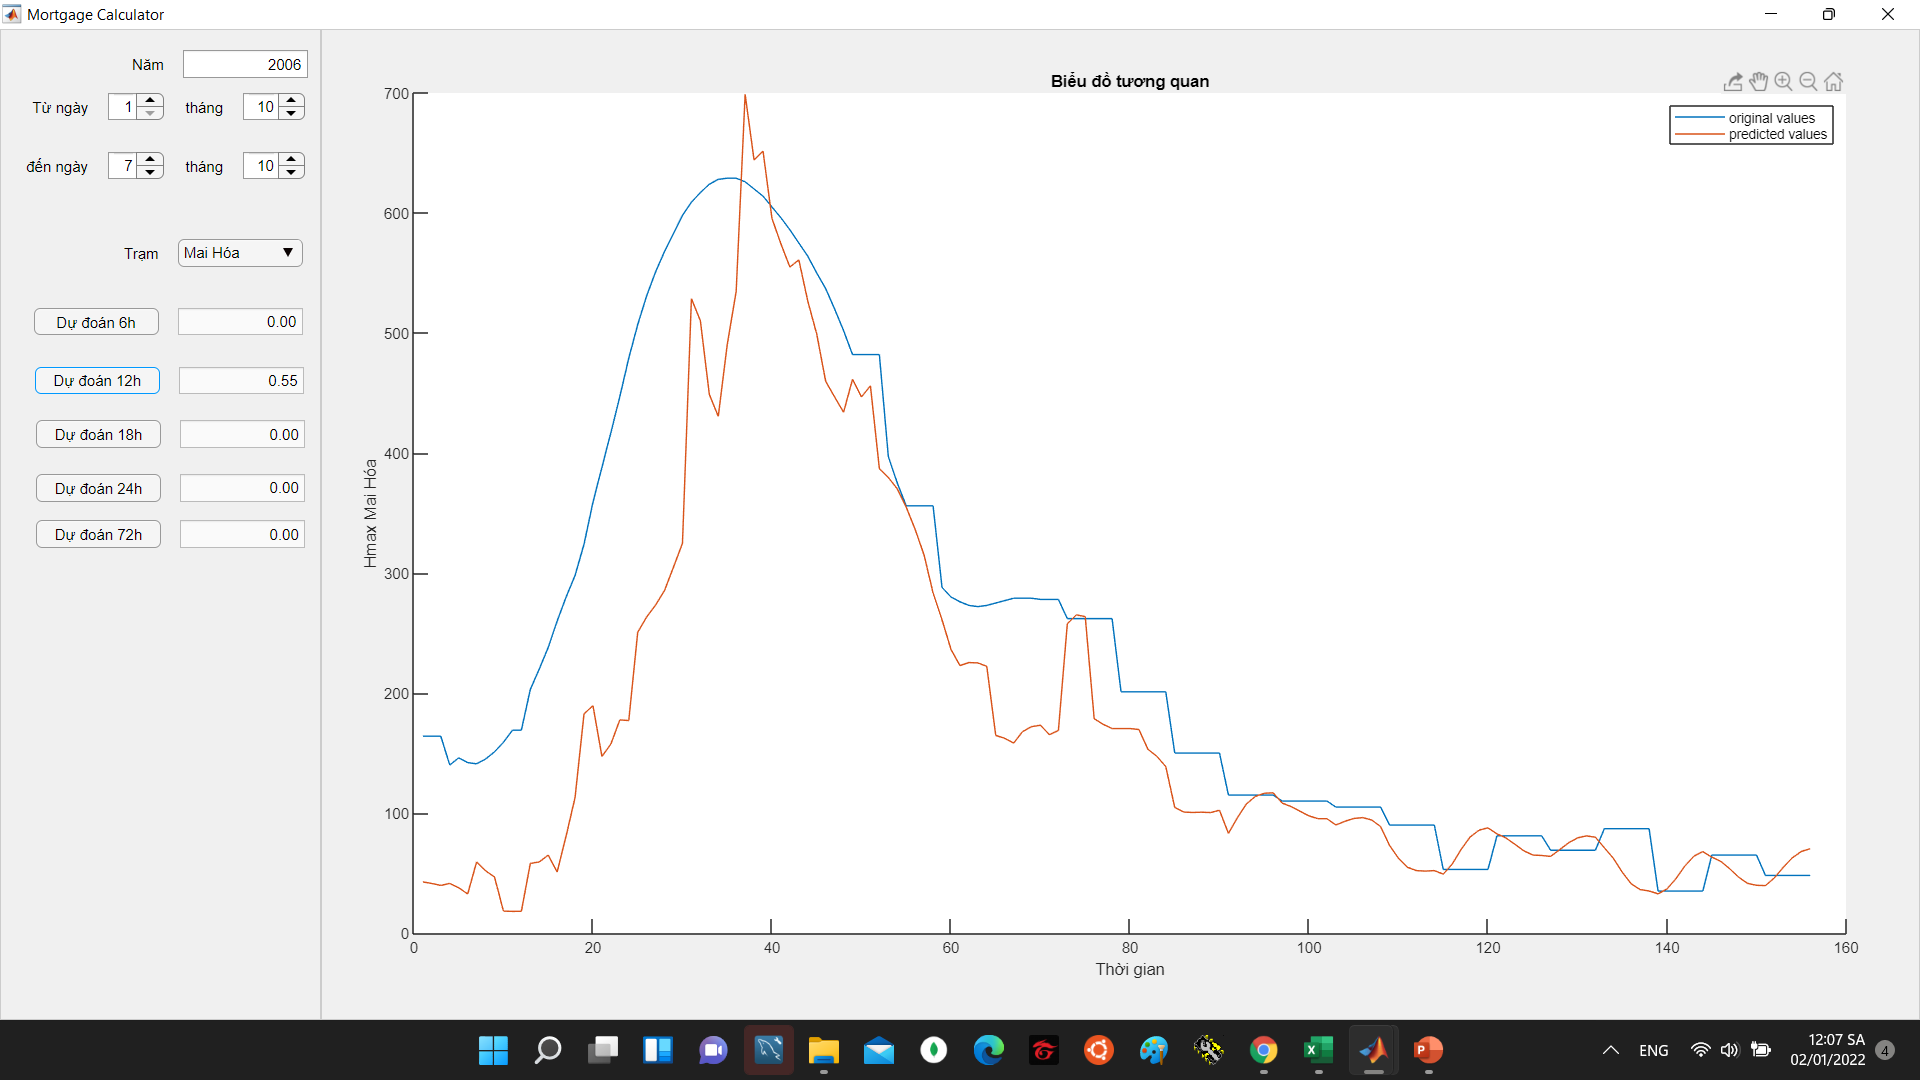 Mortgage Calculator
Năm 2006
Từ ngày 1 tháng 10
đến ngày 7 tháng 10
Trạm Mai Hóa
Dự đoán 6h 0.00
Dự đoán 12h 0.55
Dự đoán 18h 0.00
Dự đoán 24h 0.00
Dự đoán 72h 0.00
Biểu đồ tương quan
original values
predicted values
Hmax Mai Hóa
700
600
500
400
300
200
100
0
0 20 40 60 80 100 120 140 160
Thời gian
ENG
12:07 SA
02/01/2022
4